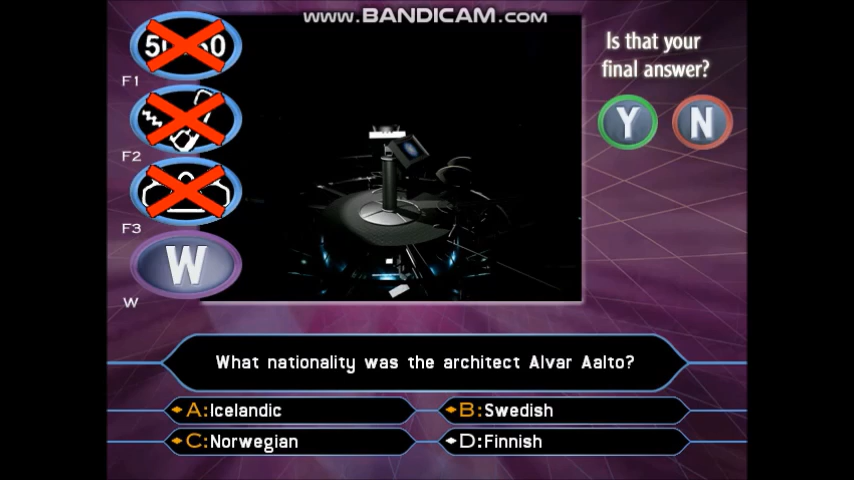 www.BANDICAM.com
Is that your
final answer?
Y N
F1
F2
F3
W
W
What nationality was the architect Alvar Aalto?
A:Icelandic
B:Swedish
C:Norwegian
D:Finnish